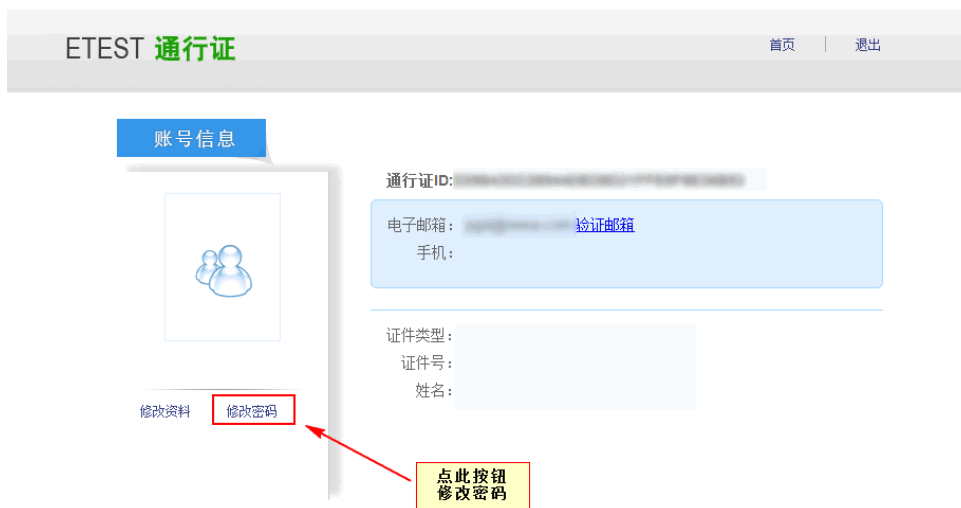 ETEST 通行证
首页
退出
账号信息
通行证ID:
电子邮箱：
验证邮箱
手机：
证件类型：
证件号：
姓名：
修改资料
修改密码
点此按钮
修改密码